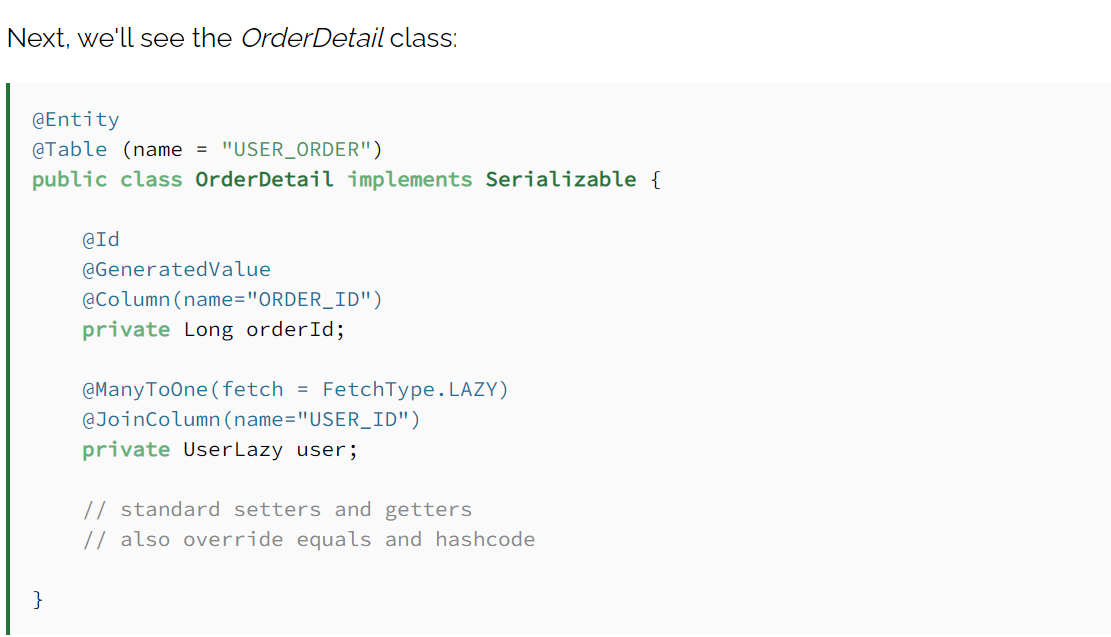 Next, we'll see the OrderDetail class:
@Entity
@Table (name = "USER_ORDER")
public class OrderDetail implements Serializable {
@Id
@GeneratedValue
@Column(name="ORDER_ID")
private Long orderId;
@ManyToOne(fetch = FetchType.LAZY)
@JoinColumn(name="USER_ID")
private UserLazy user;
// standard setters and getters
// also override equals and hashcode
}